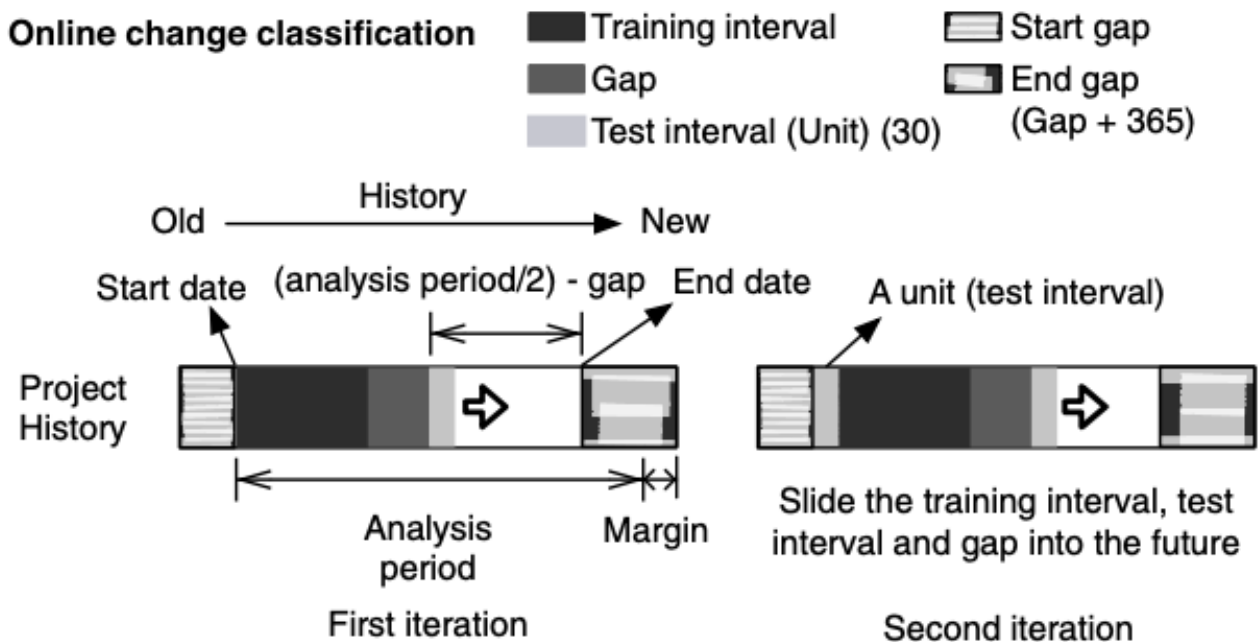 Online change classification
Training interval
Gap
Test interval (Unit) (30)
Start gap
End gap
(Gap + 365)
History
Old
New
Start date
(analysis period/2) - gap
End date
A unit (test interval)
Project
History
Analysis
period
Margin
Slide the training interval, test
interval and gap into the future
First iteration
Second iteration